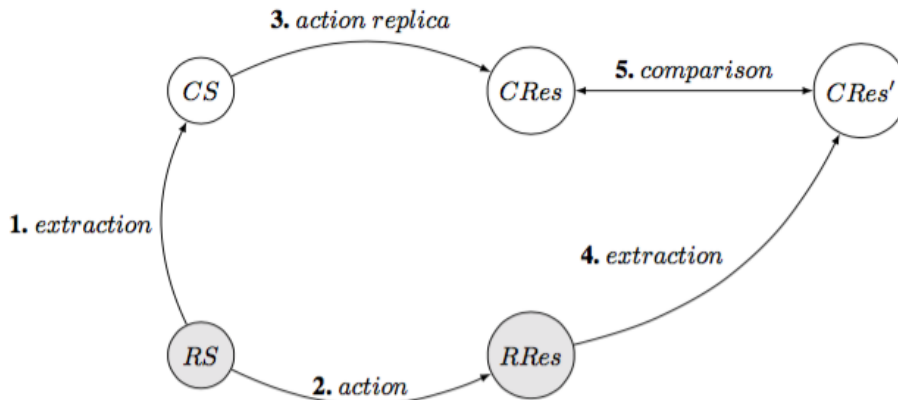 3. action replica
CS
CRes
5. comparison
CRes′
1. extraction
4. extraction
RS
2. action
RRes